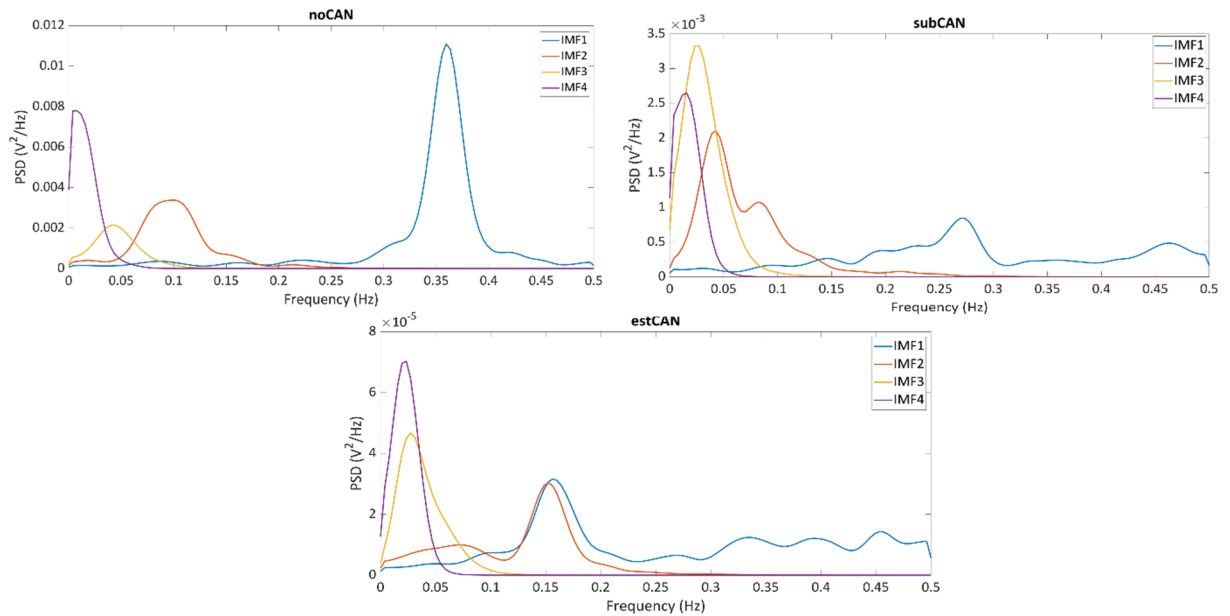 noCAN
0.012
0.01
0.008
0.006
0.004
0.002
0
PSD (V²/Hz)
IMF1
IMF2
IMF3
IMF4
0 0.05 0.1 0.15 0.2 0.25 0.3 0.35 0.4 0.45 0.5
Frequency (Hz)
subCAN
×10⁻³
3.5
3
2.5
2
1.5
1
0.5
0
PSD (V²/Hz)
IMF1
IMF2
IMF3
IMF4
0 0.05 0.1 0.15 0.2 0.25 0.3 0.35 0.4 0.45 0.5
Frequency (Hz)
estCAN
×10⁻⁵
8
6
4
2
0
PSD (V²/Hz)
IMF1
IMF2
IMF3
IMF4
0 0.05 0.1 0.15 0.2 0.25 0.3 0.35 0.4 0.45 0.5
Frequency (Hz)